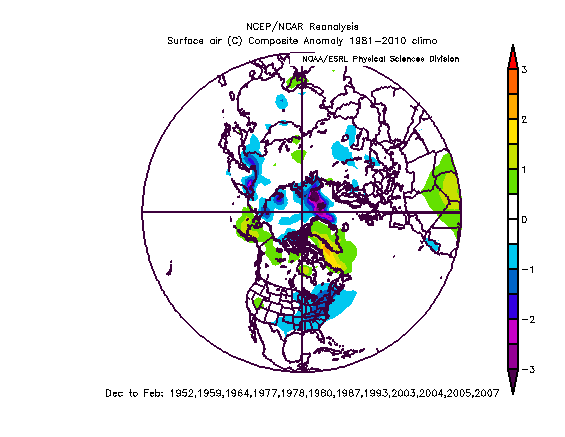 NCEP/NCAR Reanalysis
Surface air (C) Composite Anomaly 1981-2010 climo
NOAA/ESRL Physical Sciences Division
3
2
1
0
-1
-2
-3
Dec to Feb: 1952,1959,1964,1977,1978,1980,1987,1993,2003,2004,2005,2007